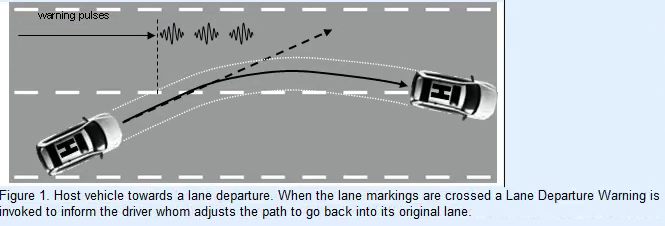 warning pulses
H
H
Figure 1. Host vehicle towards a lane departure. When the lane markings are crossed a Lane Departure Warning is
invoked to inform the driver whom adjusts the path to go back into its original lane.